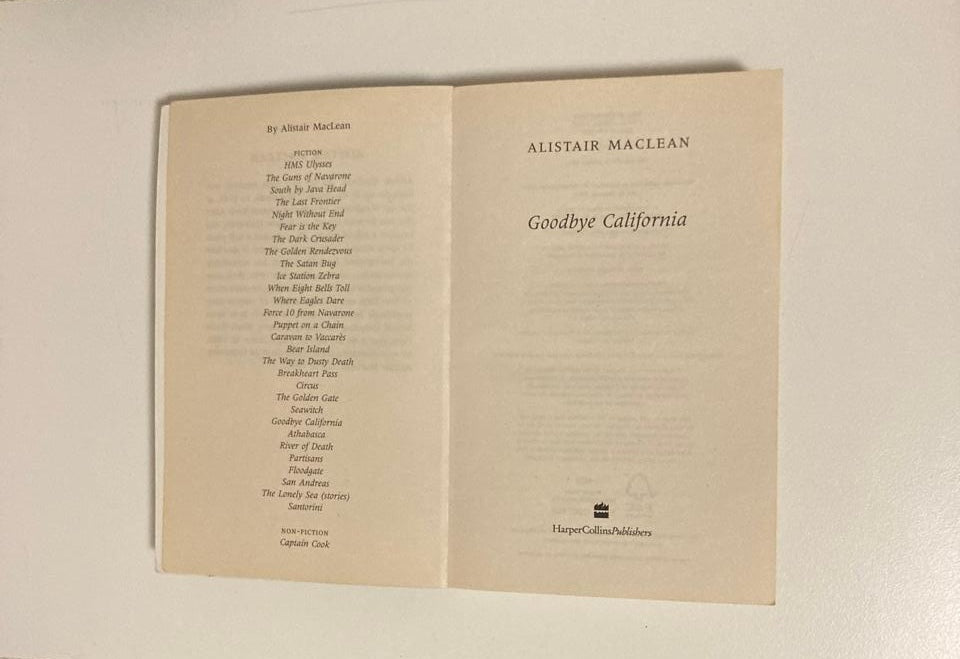 By Alistair MacLean
FICTION
HMS Ulysses
The Guns of Navarone
South by Java Head
The Last Frontier
Night Without End
Fear is the Key
The Dark Crusader
The Golden Rendezvous
The Satan Bug
Ice Station Zebra
When Eight Bells Toll
Where Eagles Dare
Force 10 from Navarone
Puppet on a Chain
Caravan to Vaccarès
Bear Island
The Way to Dusty Death
Breakheart Pass
Circus
The Golden Gate
Seawitch
Goodbye California
Athabasca
River of Death
Partisans
Floodgate
San Andreas
The Lonely Sea (stories)
Santorini
NON-FICTION
Captain Cook
ALISTAIR MACLEAN
Goodbye California
HarperCollinsPublishers